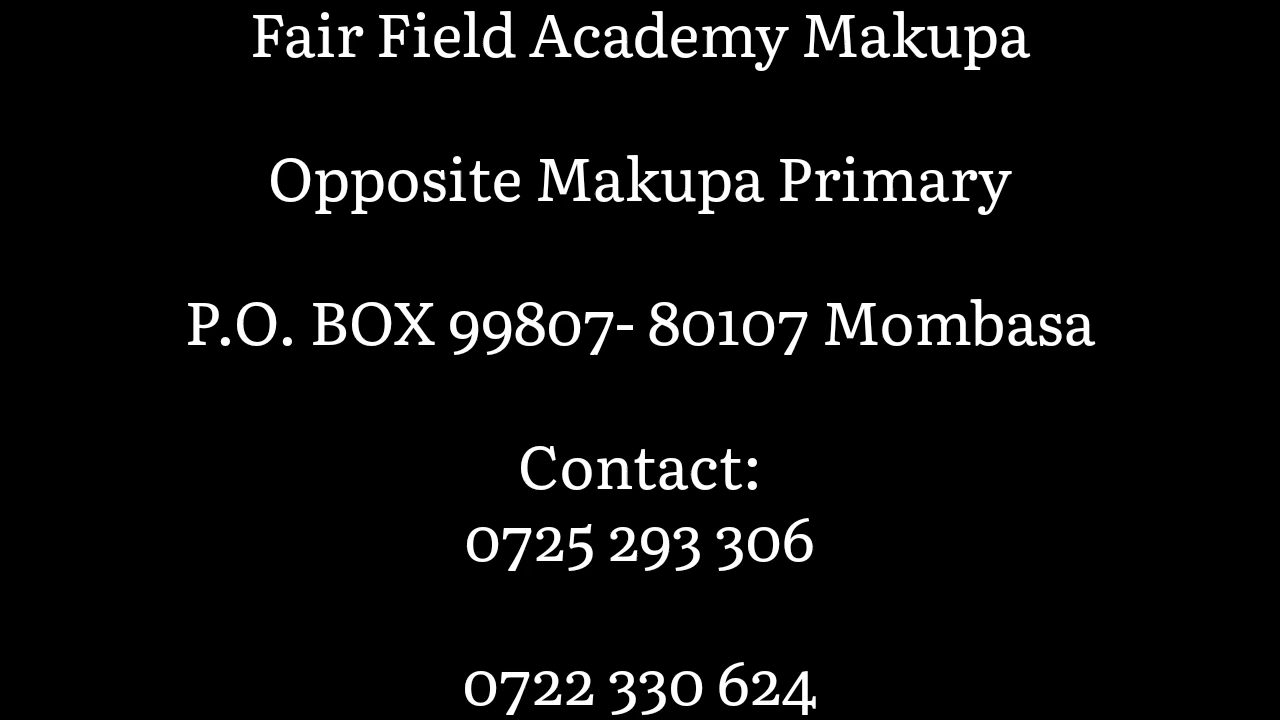 Fair Field Academy Makupa
Opposite Makupa Primary
P.O. BOX 99807- 80107 Mombasa
Contact:
0725 293 306
0722 330 624